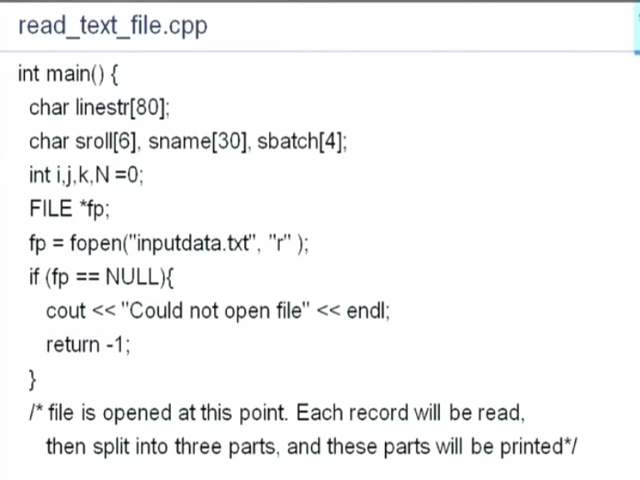 read_text_file.cpp
int main() {
char linestr[80];
char sroll[6], sname[30], sbatch[4];
int i,j,k,N =0;
FILE *fp;
fp = fopen("inputdata.txt", "r" );
if (fp == NULL){
cout << "Could not open file" << endl;
return -1;
}
/* file is opened at this point. Each record will be read,
then split into three parts, and these parts will be printed*/